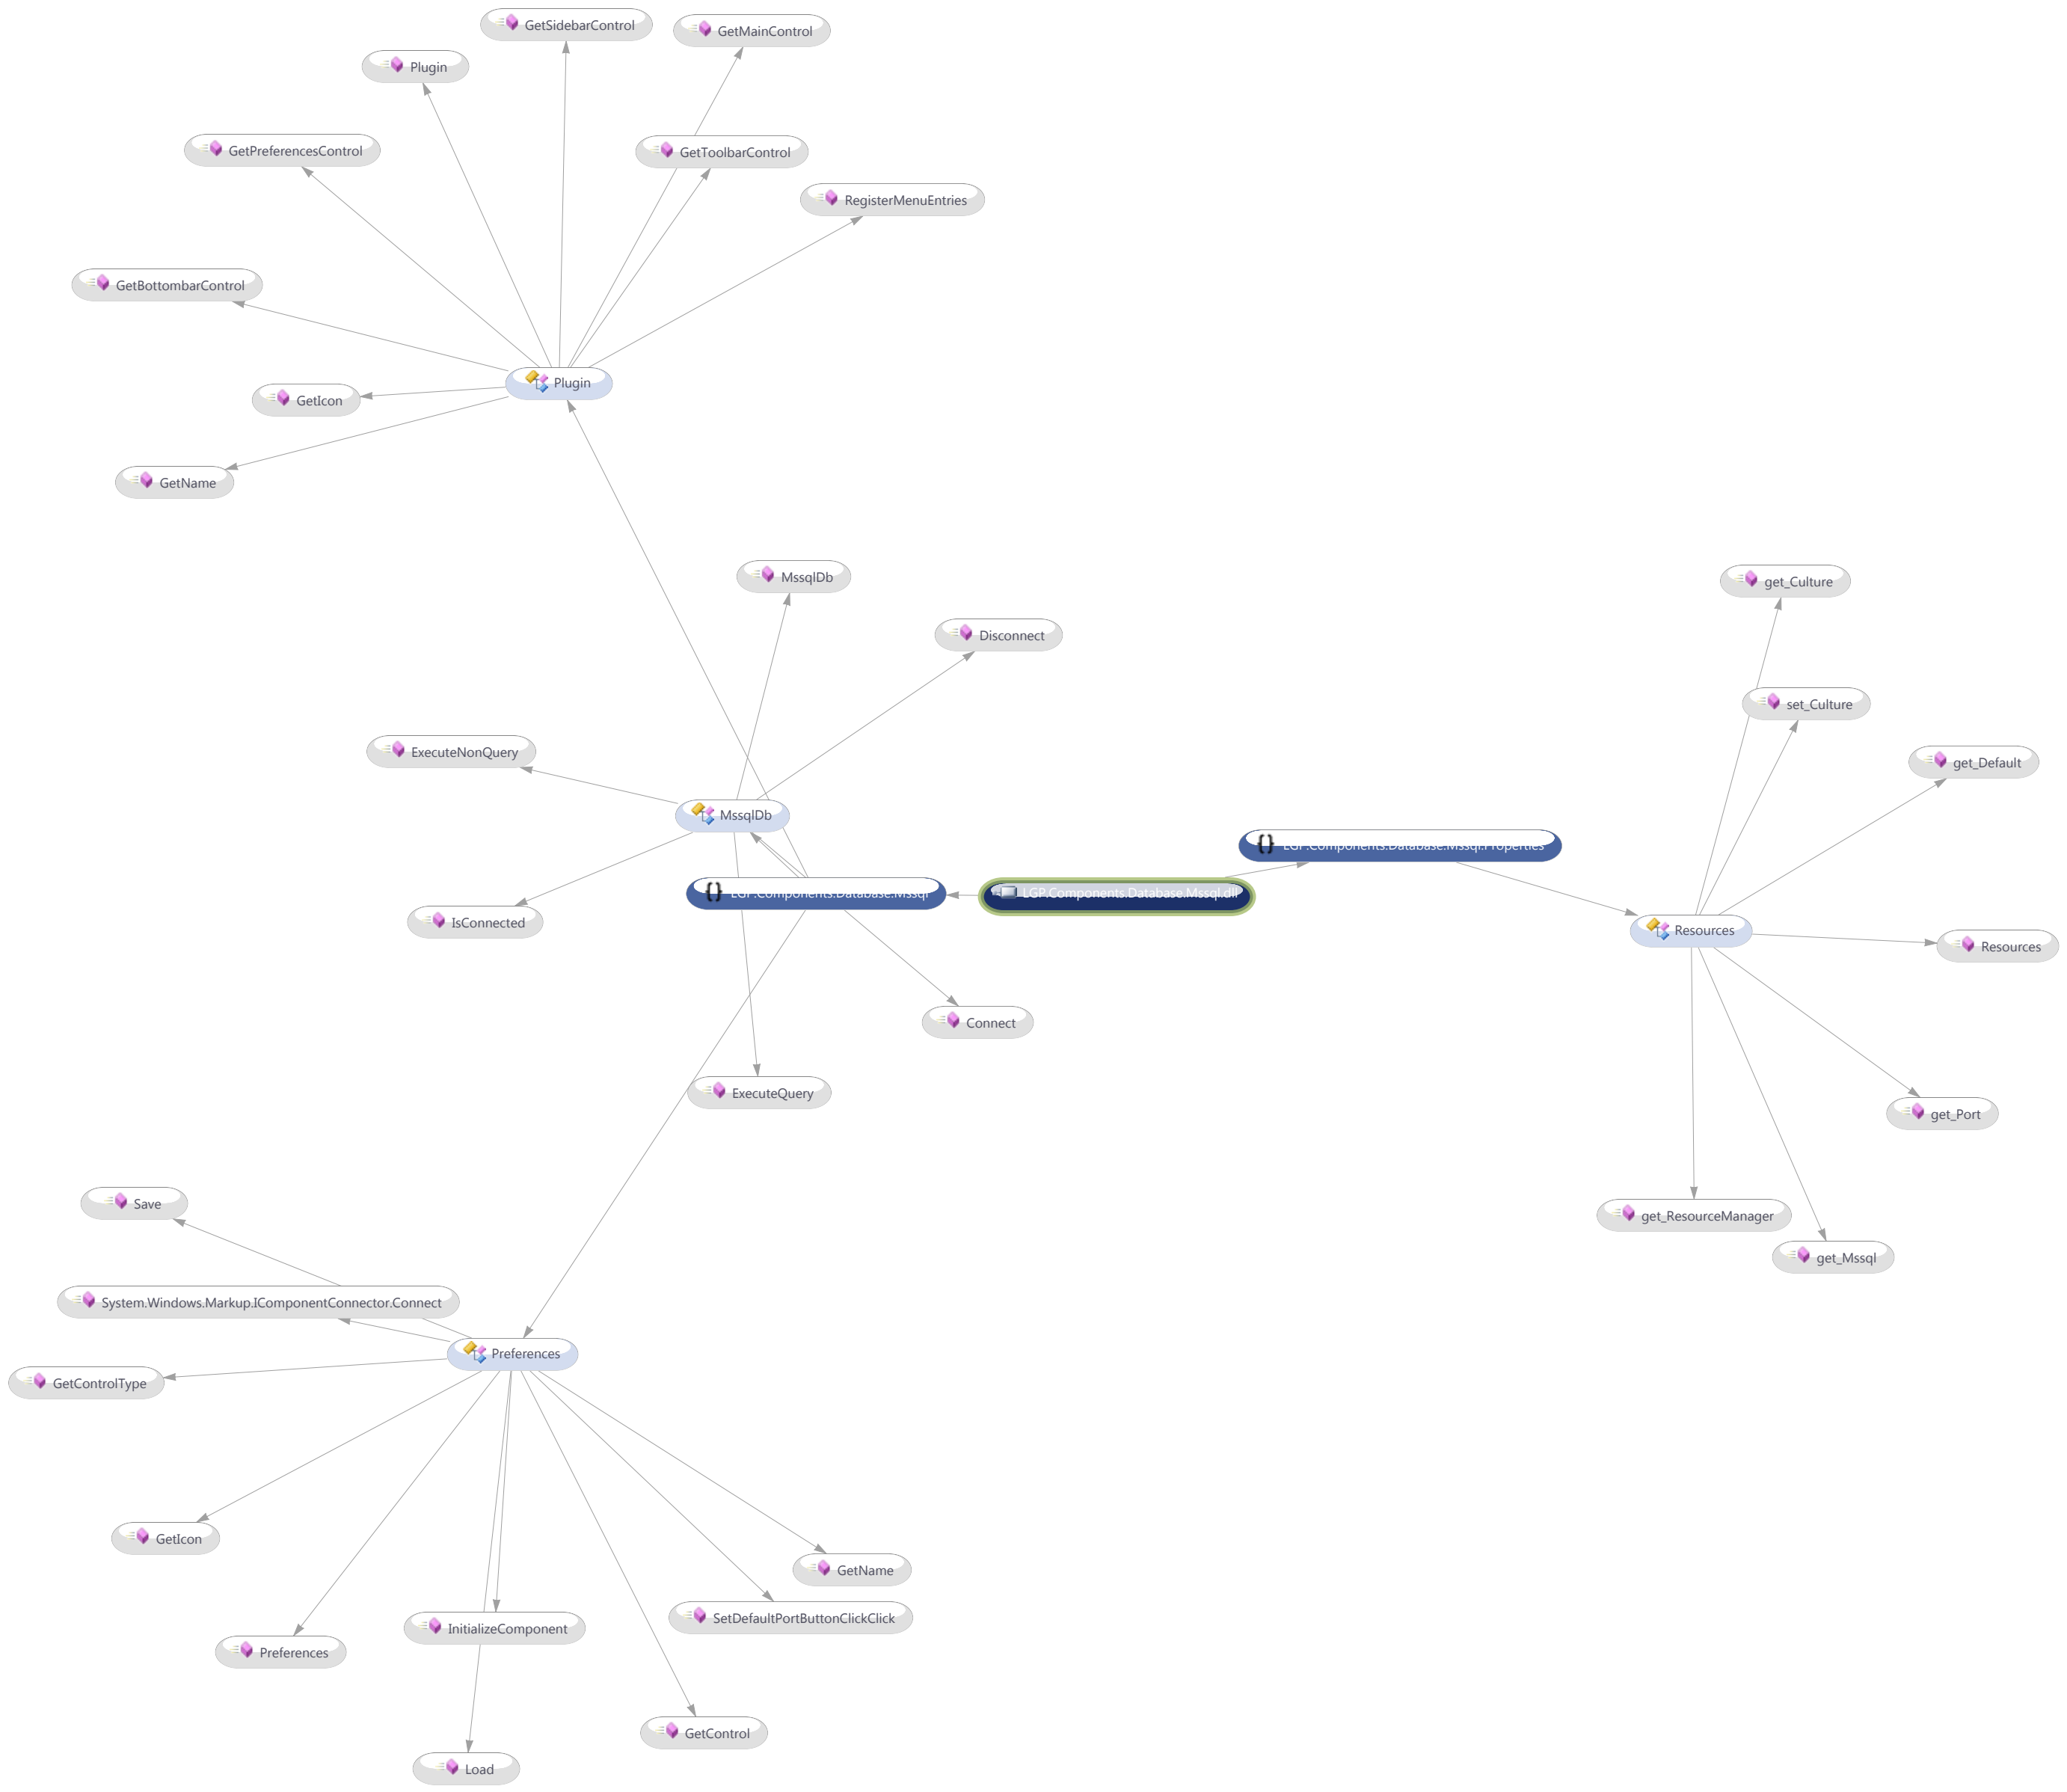 GetSidebarControl
GetMainControl
Plugin
GetPreferencesControl
GetToolbarControl
RegisterMenuEntries
GetBottombarControl
Plugin
GetIcon
GetName
MssqlDb
get_Culture
Disconnect
set_Culture
ExecuteNonQuery
get_Default
MssqlDb
LGP.Components.Database.Mssql.Properties
LGP.Components.Database.Mssql
LGP.Components.Database.Mssql.dll
IsConnected
Resources
Resources
Connect
ExecuteQuery
get_Port
Save
get_ResourceManager
get_Mssql
System.Windows.Markup.IComponentConnector.Connect
Preferences
GetControlType
GetIcon
GetName
SetDefaultPortButtonClickClick
InitializeComponent
Preferences
GetControl
Load